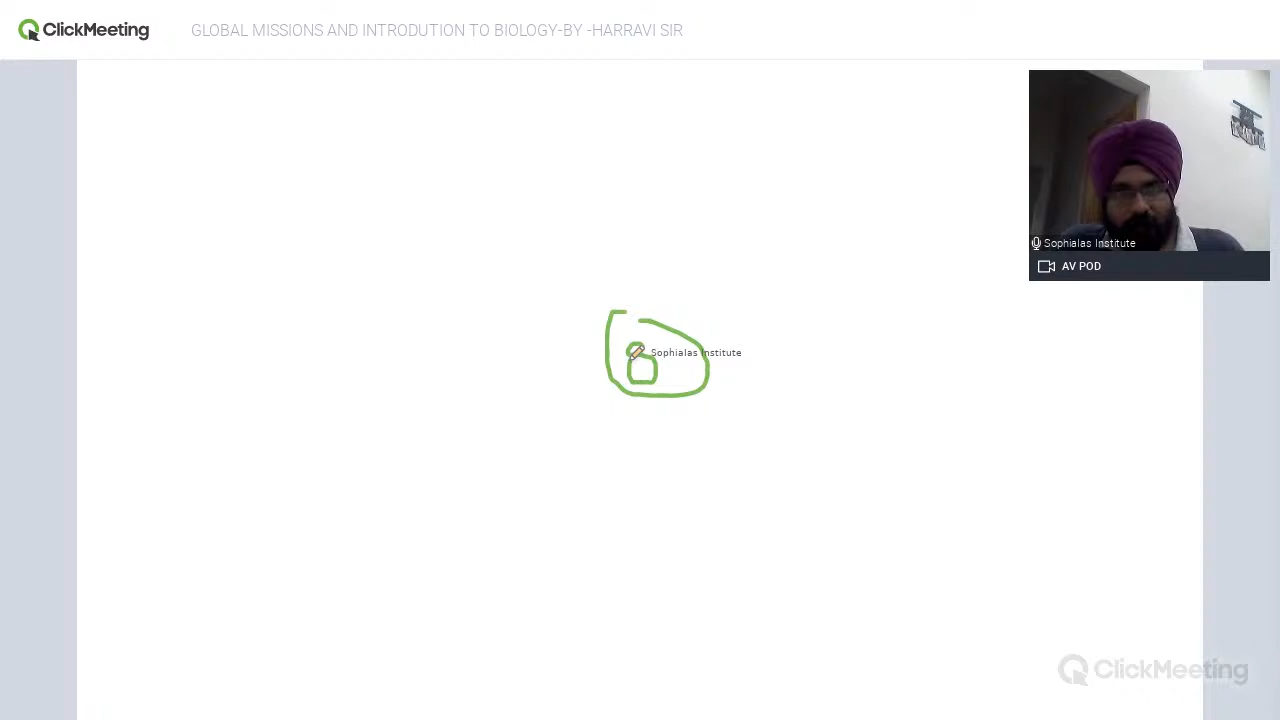 ClickMeeting
GLOBAL MISSIONS AND INTRODUTION TO BIOLOGY-BY -HARRAVI SIR
Sophialas Institute
AV POD
Sophialas Institute
ClickMeeting